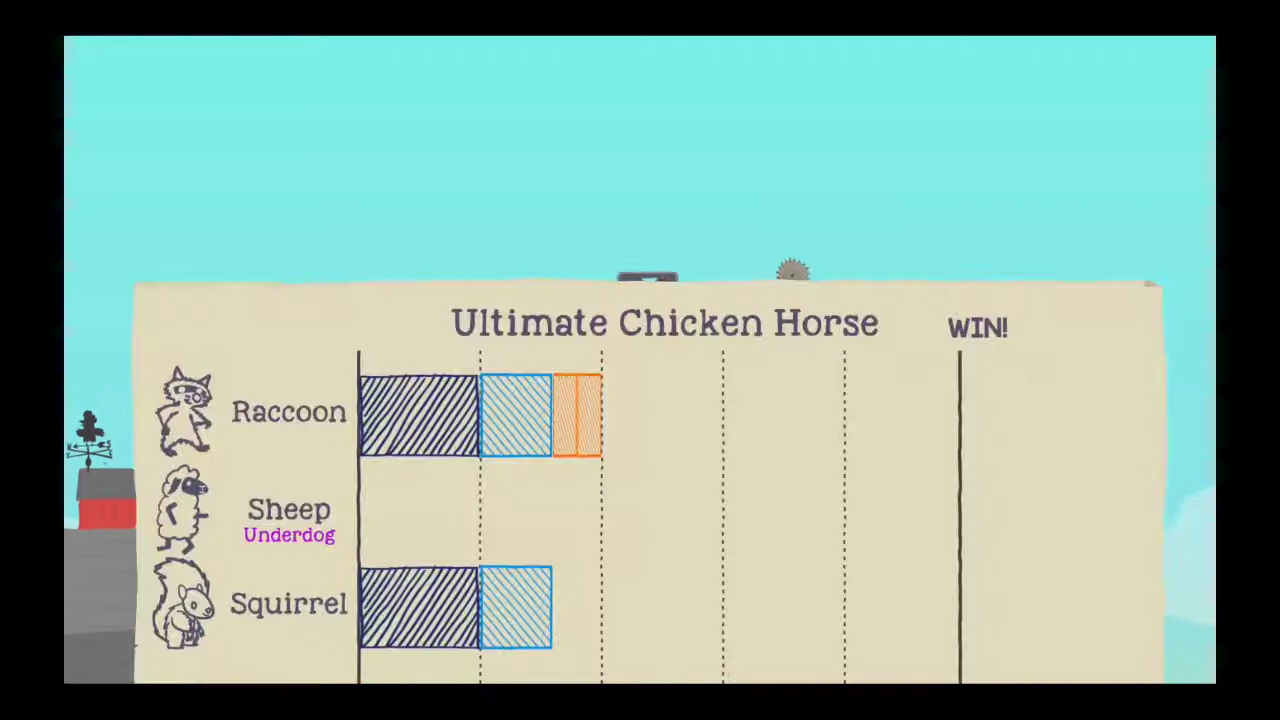 Ultimate Chicken Horse
WIN!
Raccoon
Sheep
Underdog
Squirrel